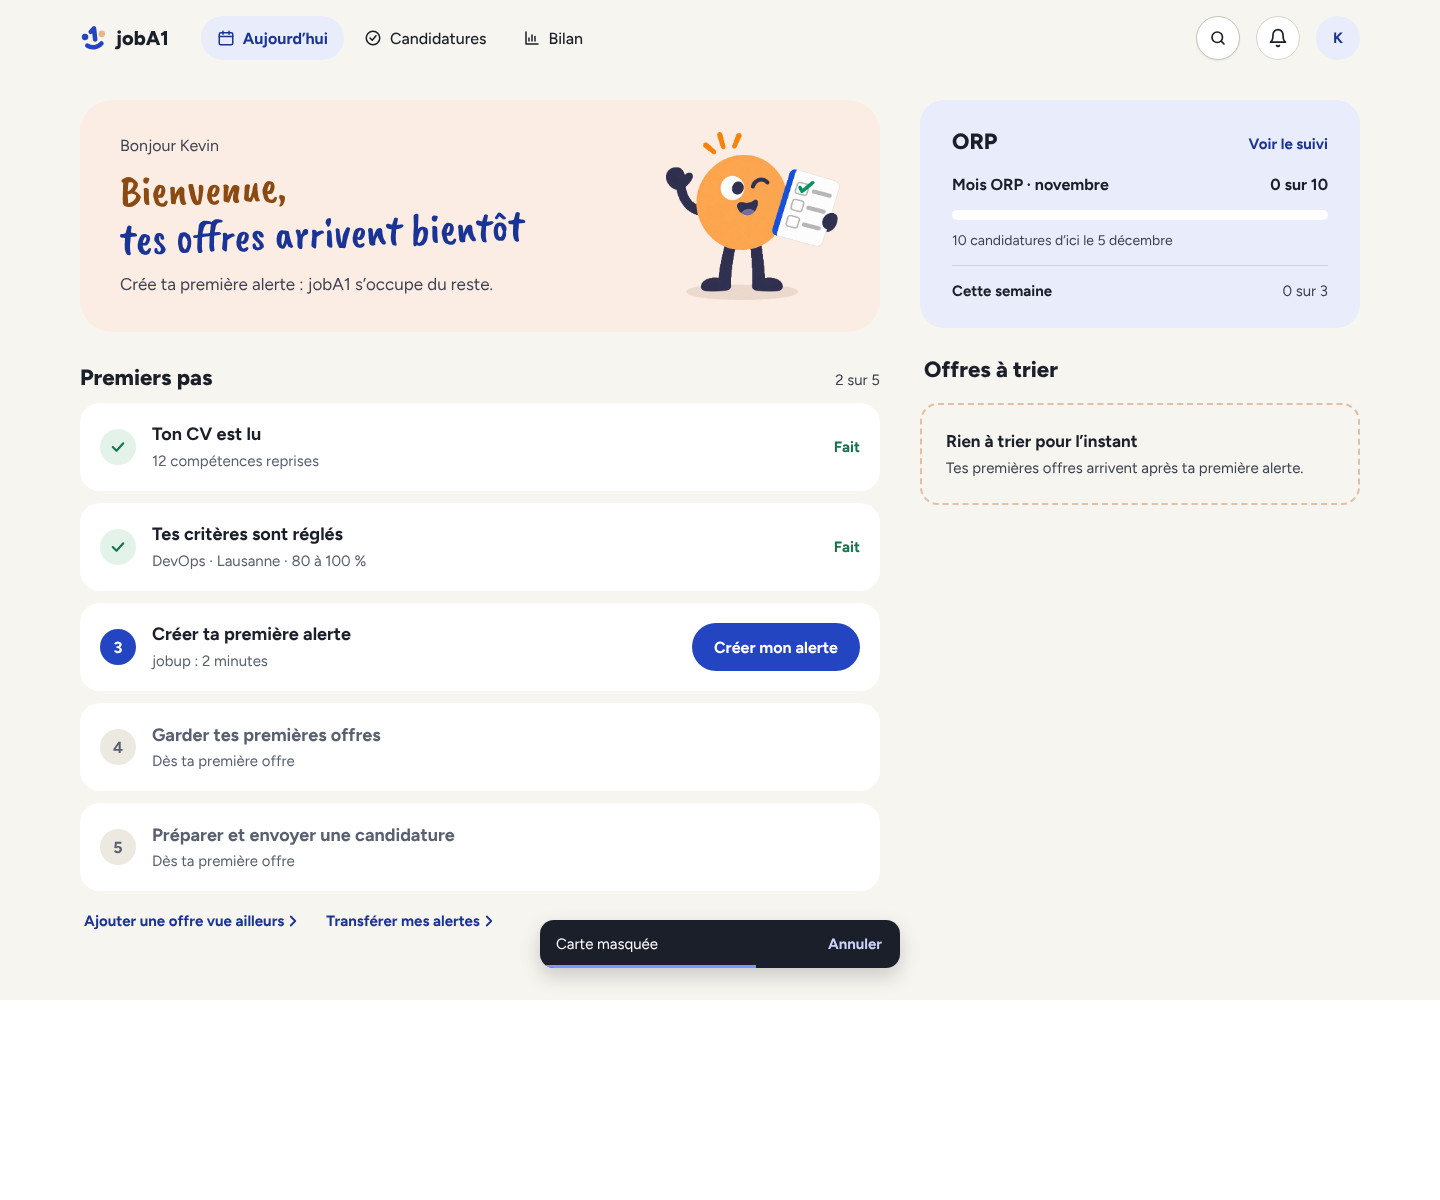 jobA1
Aujourd’hui
Candidatures
Bilan
K
Bonjour Kevin
Bienvenue,
tes offres arrivent bientôt
Crée ta première alerte : jobA1 s’occupe du reste.
ORP
Voir le suivi
Mois ORP · novembre
0 sur 10
10 candidatures d’ici le 5 décembre
Cette semaine
0 sur 3
Premiers pas
2 sur 5
Ton CV est lu
12 compétences reprises
Fait
Tes critères sont réglés
DevOps · Lausanne · 80 à 100 %
Fait
3
Créer ta première alerte
jobup : 2 minutes
Créer mon alerte
4
Garder tes premières offres
Dès ta première offre
5
Préparer et envoyer une candidature
Dès ta première offre
Offres à trier
Rien à trier pour l’instant
Tes premières offres arrivent après ta première alerte.
Ajouter une offre vue ailleurs
Transférer mes alertes
Carte masquée
Annuler